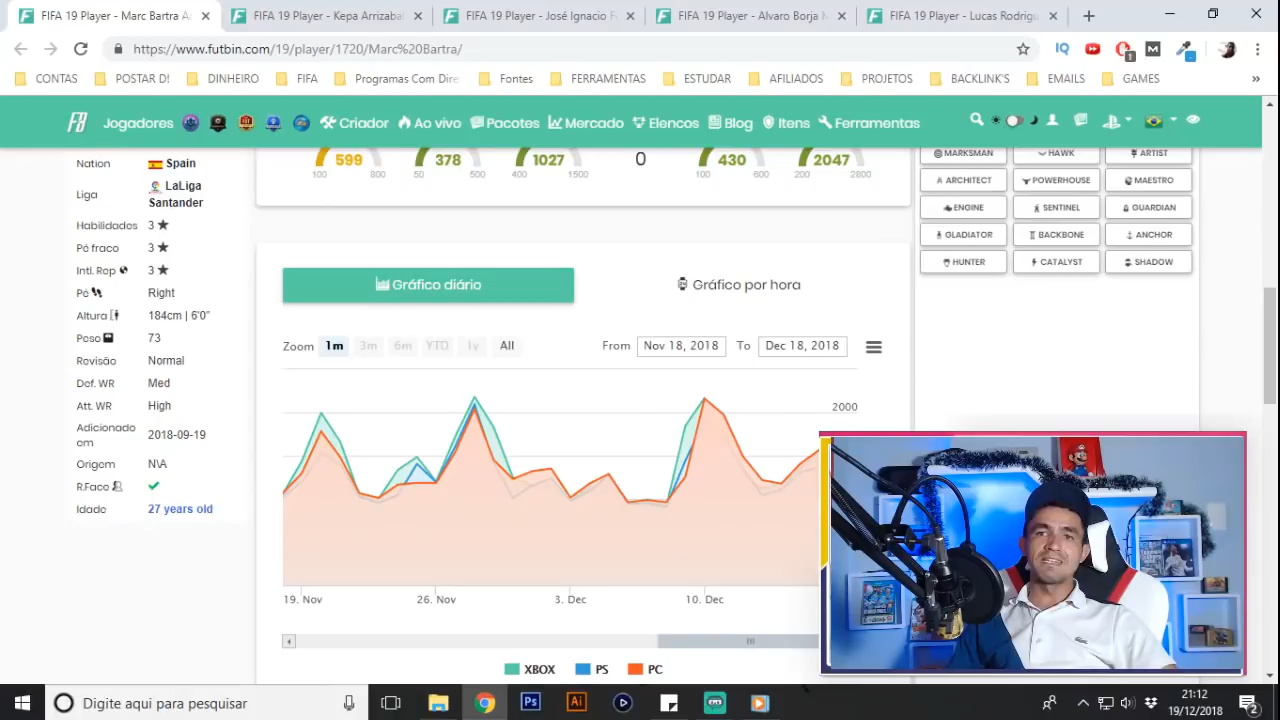 FIFA 19 Player - Marc Bartra A
FIFA 19 Player - Kepa Arrizabal
FIFA 19 Player - José Ignacio F
FIFA 19 Player - Alvaro Borja
FIFA 19 Player - Lucas Rodrigu
https://www.futbin.com/19/player/1720/Marc%20Bartra/
IQ
1
M
CONTAS
POSTAR D!
DINHEIRO
FIFA
Programas Com Dire
Fontes
FERRAMENTAS
ESTUDAR
AFILIADOS
PROJETOS
BACKLINK'S
EMAILS
GAMES
»
Jogadores
Criador
Ao vivo
Pacotes
Mercado
Elencos
Blog
Itens
Ferramentas
Nation
Spain
Liga
LaLiga
Santander
Habilidades 3
Pé fraco 3
Intl. Rep 3
Pé Right
Altura 184cm | 6'0"
Peso 73
Revisão Normal
Def. WR Med
Att. WR High
Adicionado
em
2018-09-19
Origem N\A
R.Face
Idade 27 years old
599 378 1027 0 430 2047
100 800 50 500 400 1500 100 600 200 2800
MARKSMAN HAWK ARTIST
ARCHITECT POWERHOUSE MAESTRO
ENGINE SENTINEL GUARDIAN
GLADIATOR BACKBONE ANCHOR
HUNTER CATALYST SHADOW
Gráfico diário
Gráfico por hora
Zoom 1m 3m 6m YTD 1y All
From Nov 18, 2018 To Dec 18, 2018
2000
19. Nov 26. Nov 3. Dec 10. Dec
XBOX PS PC
Digite aqui para pesquisar
Ps
Ai
21:12
19/12/2018
2